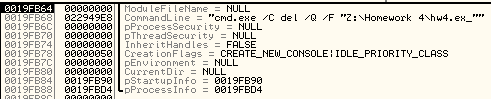 0019FB64 00000000 ModuleFileName = NULL
0019FB68 022949E8 CommandLine = "cmd.exe /C del /Q /F "Z:\Homework 4\hw4.ex_""
0019FB6C 00000000 pProcessSecurity = NULL
0019FB70 00000000 pThreadSecurity = NULL
0019FB74 00000000 InheritHandles = FALSE
0019FB78 00000050 CreationFlags = CREATE_NEW_CONSOLE|IDLE_PRIORITY_CLASS
0019FB7C 00000000 pEnvironment = NULL
0019FB80 00000000 CurrentDir = NULL
0019FB84 0019FB90 pStartupInfo = 0019FB90
0019FB88 0019FBD4 pProcessInfo = 0019FBD4